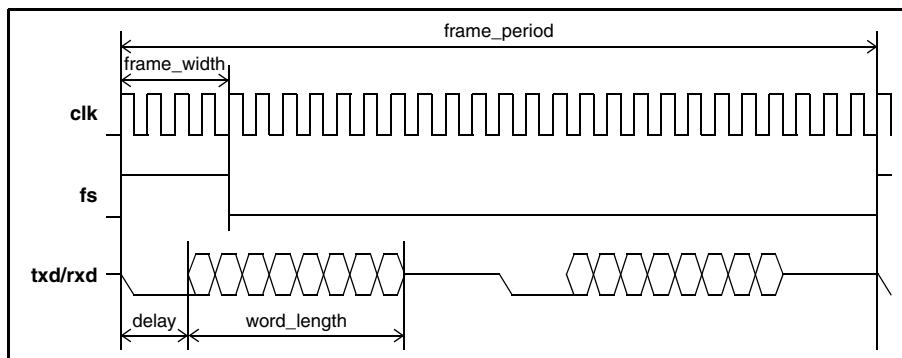 frame_period
frame_width
clk
fs
txd/rxd
delay
word_length